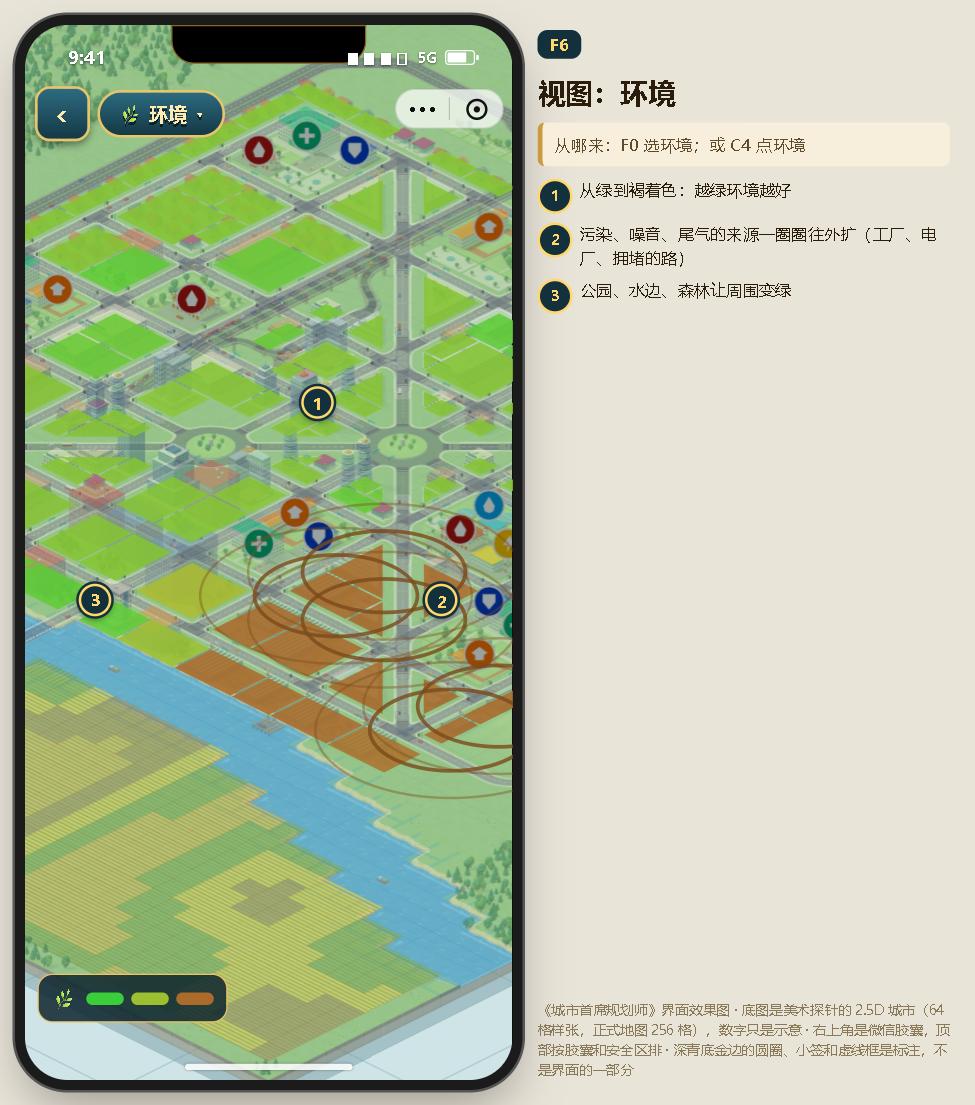 9:41
5G
环境
1
3
2
F6
视图：环境
从哪来：F0 选环境；或 C4 点环境
1 从绿到褐着色：越绿环境越好
2 污染、噪音、尾气的来源一圈圈往外扩（工厂、电
厂、拥堵的路）
3 公园、水边、森林让周围变绿
《城市首席规划师》界面效果图 · 底图是美术探针的 2.5D 城市（64
格样张，正式地图 256 格），数字只是示意 · 右上角是微信胶囊，顶
部按胶囊和安全区排 · 深青底金边的圆圈、小签和虚线框是标注，不
是界面的一部分